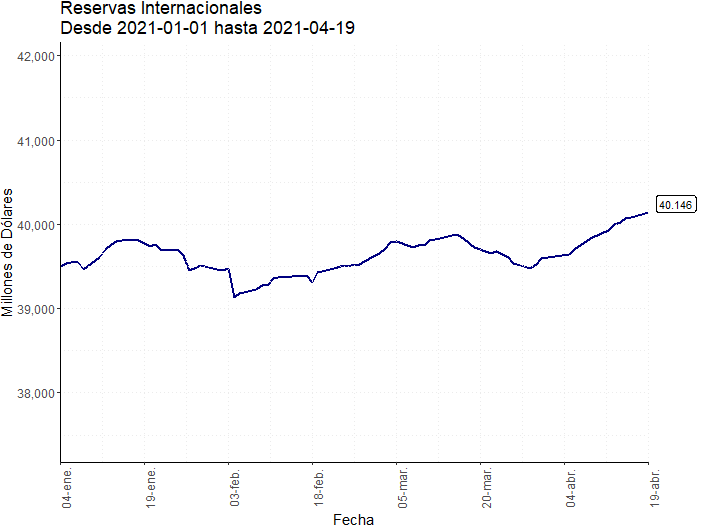 Reservas Internacionales
Desde 2021-01-01 hasta 2021-04-19
42,000
41,000
40,000
39,000
38,000
Millones de Dólares
40.146
04-ene.
19-ene.
03-feb.
18-feb.
05-mar.
20-mar.
04-abr.
19-abr.
Fecha